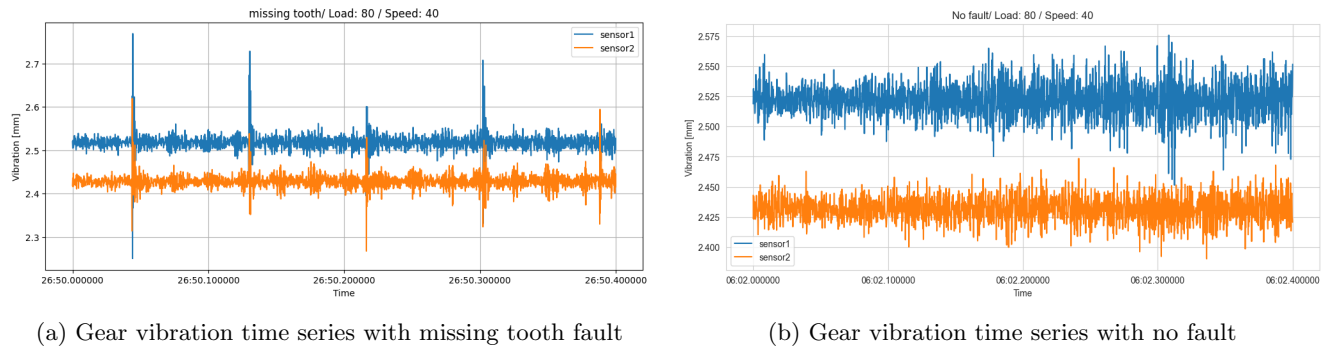 missing tooth/ Load: 80 / Speed: 40
sensor1
sensor2
Vibration [mm]
2.7
2.6
2.5
2.4
2.3
26:50.000000 26:50.100000 26:50.200000 26:50.300000 26:50.400000
Time
(a) Gear vibration time series with missing tooth fault
No fault/ Load: 80 / Speed: 40
Vibration [mm]
2.575
2.550
2.525
2.500
2.475
2.450
2.425
2.400
sensor1
sensor2
06:02.000000 06:02.100000 06:02.200000 06:02.300000 06:02.400000
Time
(b) Gear vibration time series with no fault